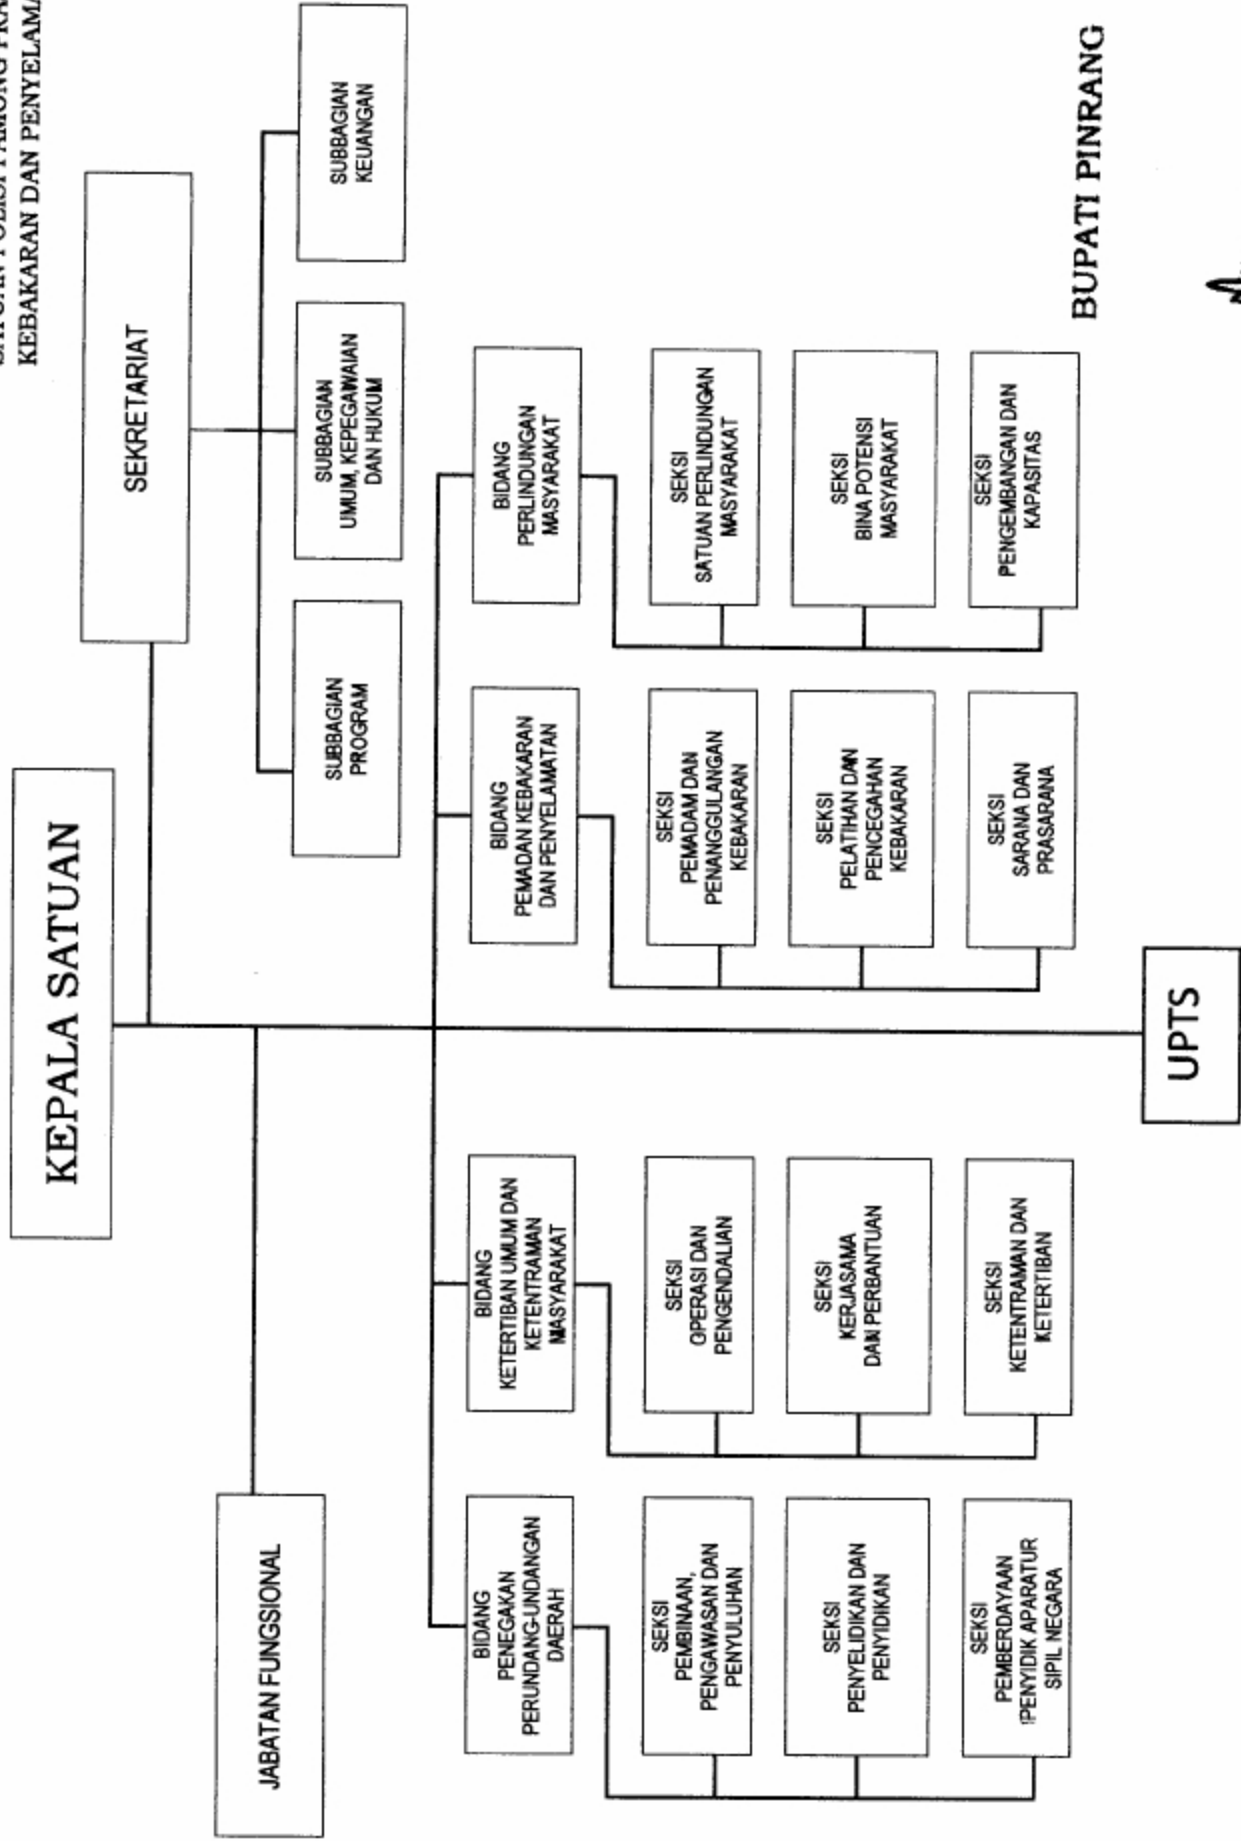 KEBAKARAN DAN
KEPALA SATUAN
SEKRETARIAT
JABATAN FUNGSIONAL
SUBBAGIAN
PROGRAM
SUBBAGIAN
UMUM, KEPEGAWAIAN
DAN HUKUM
SUBBAGIAN
KEUANGAN
BIDANG
PENEGAKAN
PERUNDANG-UNDANGAN
DAERAH
BIDANG
KETERTIBAN UMUM DAN
KETENTRAMAN
MASYARAKAT
BIDANG
PEMADAN KEBAKARAN
DAN PENYELAMATAN
BIDANG
PERLINDUNGAN
MASYARAKAT
SEKSI
PEMBINAAN,
PENGAWASAN DAN
PENYULUHAN
SEKSI
OPERASI DAN
PENGENDALIAN
SEKSI
PEMADAM DAN
PENANGGULANGAN
KEBAKARAN
SEKSI
SATUAN PERLINDUNGAN
MASYARAKAT
SEKSI
PENYELIDIKAN DAN
PENYIDIKAN
SEKSI
KERJASAMA
DAN PERBANTUAN
SEKSI
PELATIHAN DAN
PENCEGAHAN
KEBAKARAN
SEKSI
BINA POTENSI
MASYARAKAT
SEKSI
PEMBERDAYAAN
PENYIDIK APARATUR
SIPIL NEGARA
SEKSI
KETENTRAMAN DAN
KETERTIBAN
SEKSI
SARANA DAN
PRASARANA
SEKSI
PENGEMBANGAN DAN
KAPASITAS
UPTS
BUPATI PINRANG